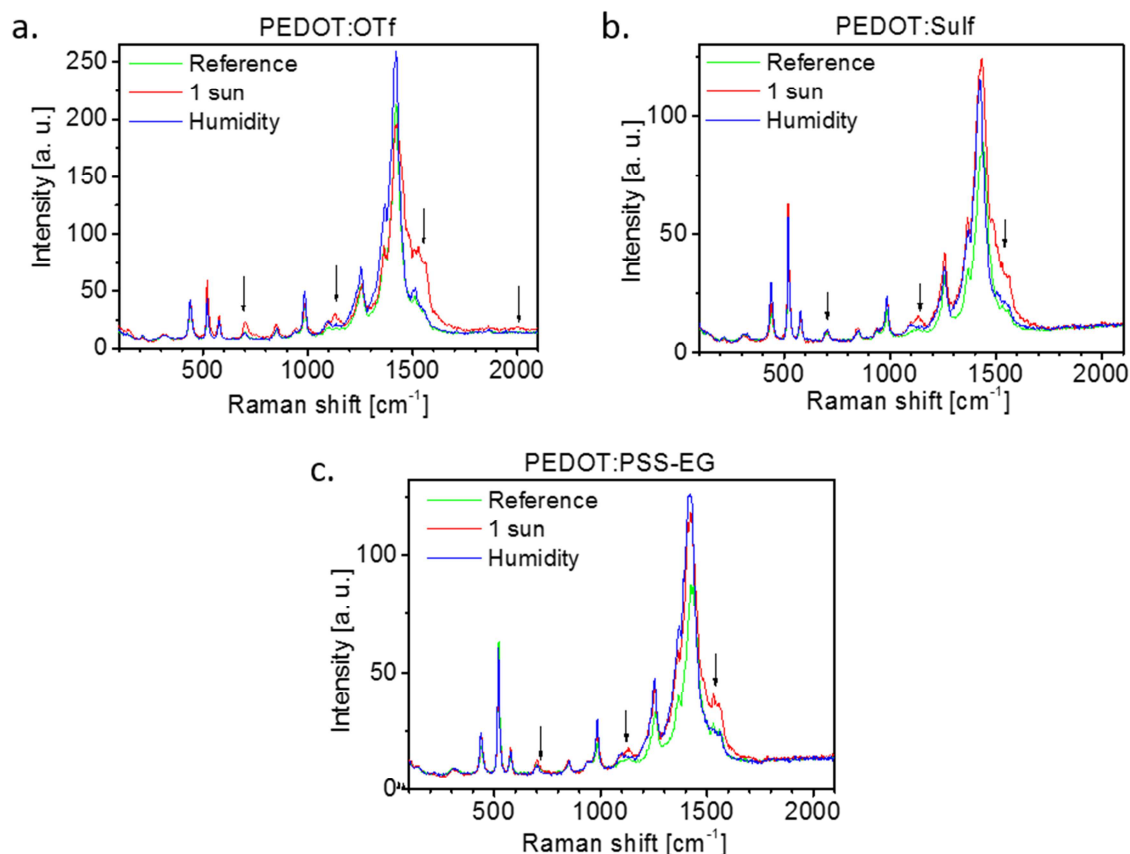 a.
PEDOT:OTf
Reference
1 sun
Humidity
250
200
150
100
50
0
500 1000 1500 2000
Intensity [a. u.]
Raman shift [cm⁻¹]
b.
PEDOT:Sulf
Reference
1 sun
Humidity
100
50
0
500 1000 1500 2000
Intensity [a. u.]
Raman shift [cm⁻¹]
c.
PEDOT:PSS-EG
Reference
1 sun
Humidity
100
50
0
500 1000 1500 2000
Intensity [a. u.]
Raman shift [cm⁻¹]